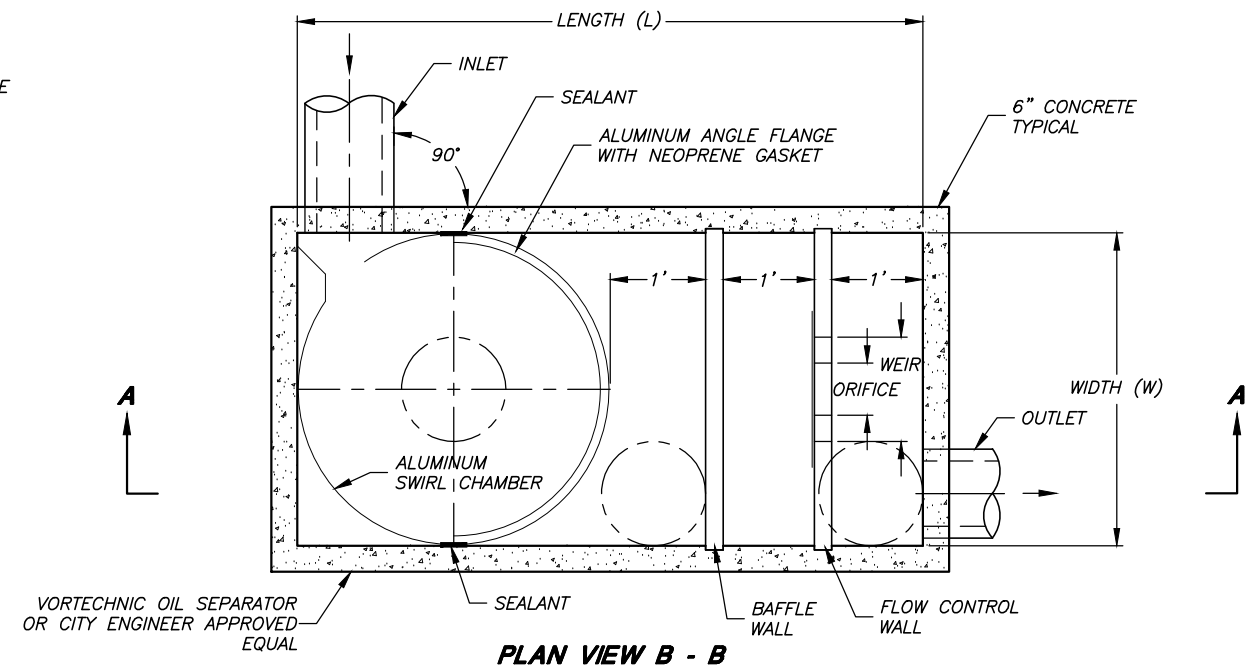 LENGTH (L)
E
INLET
SEALANT
6" CONCRETE
TYPICAL
ALUMINUM ANGLE FLANGE
WITH NEOPRENE GASKET
90°
1'
1'
1'
WEIR
ORIFICE
WIDTH (W)
A
A
OUTLET
ALUMINUM
SWIRL CHAMBER
VORTECHNIC OIL SEPARATOR
OR CITY ENGINEER APPROVED
EQUAL
SEALANT
BAFFLE
WALL
FLOW CONTROL
WALL
PLAN VIEW B - B